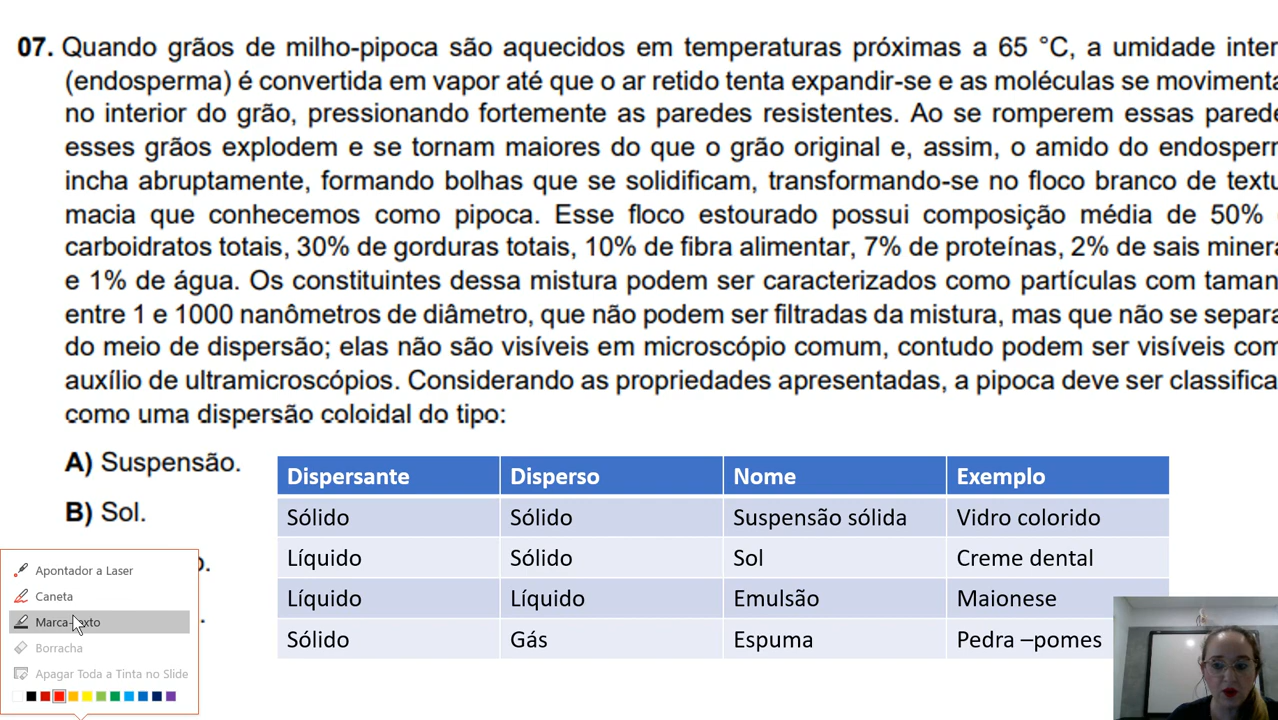 07. Quando grãos de milho-pipoca são aquecidos em temperaturas próximas a 65 °C, a umidade inter
(endosperma) é convertida em vapor até que o ar retido tenta expandir-se e as moléculas se movimenta
no interior do grão, pressionando fortemente as paredes resistentes. Ao se romperem essas parede
esses grãos explodem e se tornam maiores do que o grão original e, assim, o amido do endosperm
incha abruptamente, formando bolhas que se solidificam, transformando-se no floco branco de textu
macia que conhecemos como pipoca. Esse floco estourado possui composição média de 50%
carboidratos totais, 30% de gorduras totais, 10% de fibra alimentar, 7% de proteínas, 2% de sais minera
e 1% de água. Os constituintes dessa mistura podem ser caracterizados como partículas com taman
entre 1 e 1000 nanômetros de diâmetro, que não podem ser filtradas da mistura, mas que não se separa
do meio de dispersão; elas não são visíveis em microscópio comum, contudo podem ser visíveis com
auxílio de ultramicroscópios. Considerando as propriedades apresentadas, a pipoca deve ser classifica
como uma dispersão coloidal do tipo:
A) Suspensão.
B) Sol.
Dispersante Disperso Nome Exemplo
Sólido Sólido Suspensão sólida Vidro colorido
Líquido Sólido Sol Creme dental
Líquido Líquido Emulsão Maionese
Sólido Gás Espuma Pedra –pomes
Apontador a Laser
Caneta
Marca-texto
Borracha
Apagar Toda a Tinta no Slide